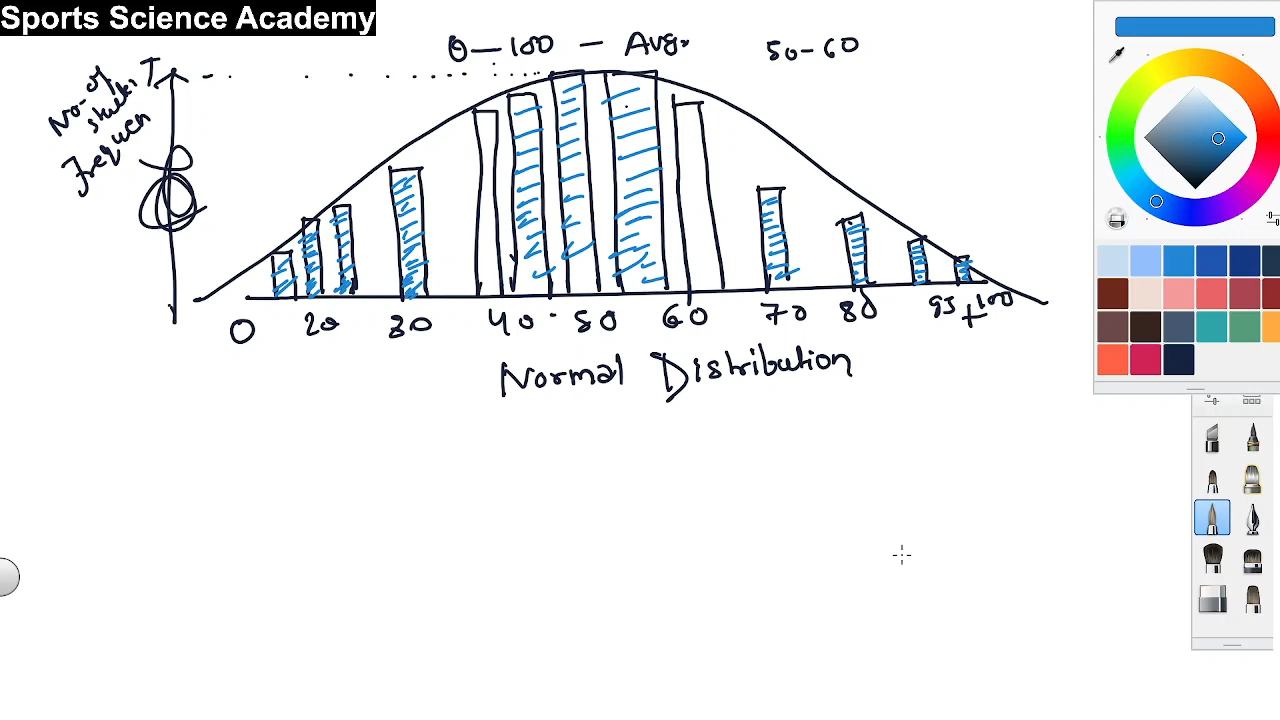 Sports Science Academy
0-100 - Avg. 50-60
No. of
Frequen
0 20 30 40 50 60 70 80 95 100
Normal Distribution